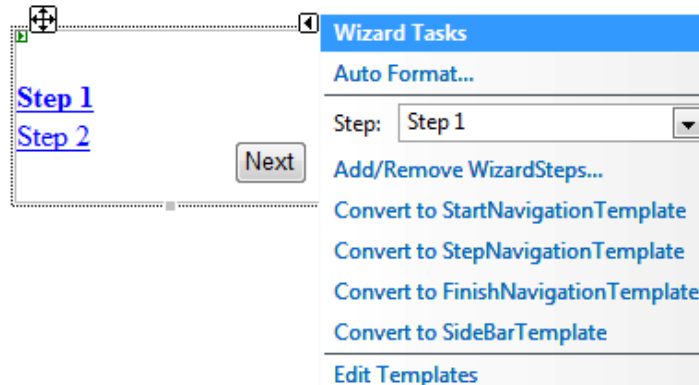 Step 1
Step 2
Next
Wizard Tasks
Auto Format...
Step: Step 1
Add/Remove WizardSteps...
Convert to StartNavigationTemplate
Convert to StepNavigationTemplate
Convert to FinishNavigationTemplate
Convert to SideBarTemplate
Edit Templates